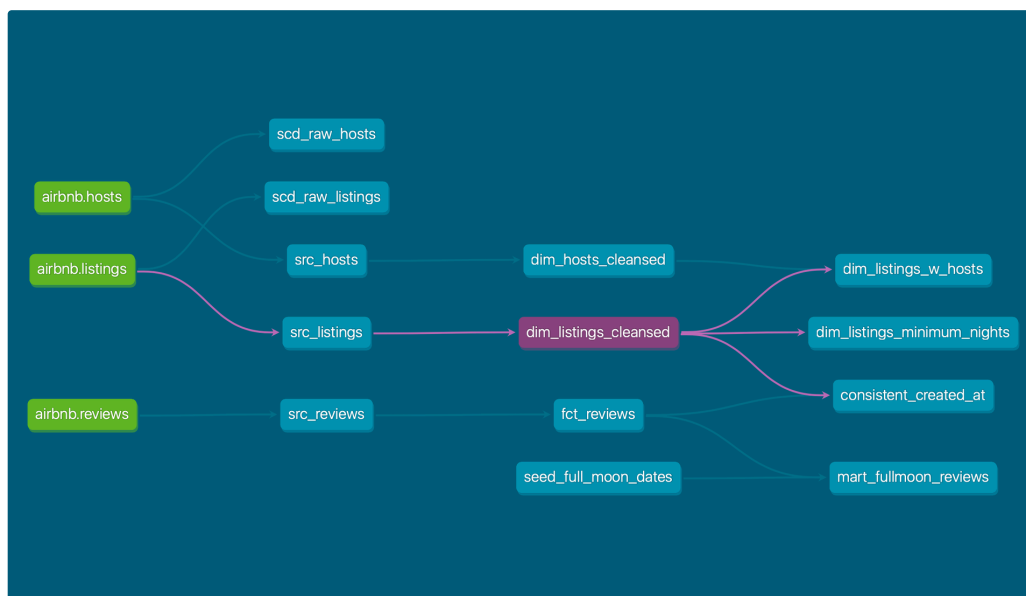 scd_raw_hosts
airbnb.hosts
scd_raw_listings
src_hosts
dim_hosts_cleansed
airbnb.listings
dim_listings_w_hosts
src_listings
dim_listings_cleansed
dim_listings_minimum_nights
consistent_created_at
airbnb.reviews
src_reviews
fct_reviews
seed_full_moon_dates
mart_fullmoon_reviews